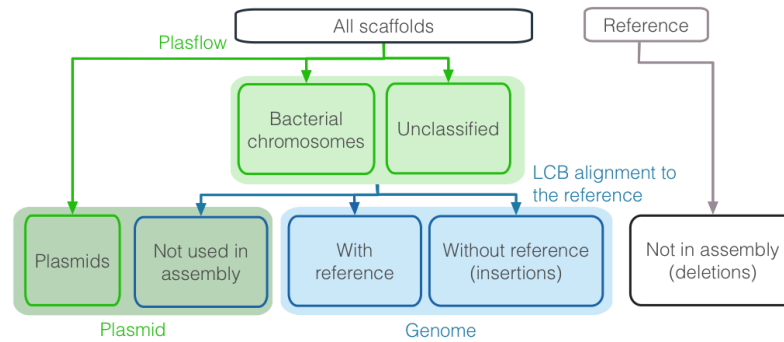 All scaffolds
Reference
Plasflow
Bacterial
chromosomes
Unclassified
LCB alignment to
the reference
Plasmids
Not used in
assembly
With
reference
Without reference
(insertions)
Not in assembly
(deletions)
Plasmid
Genome